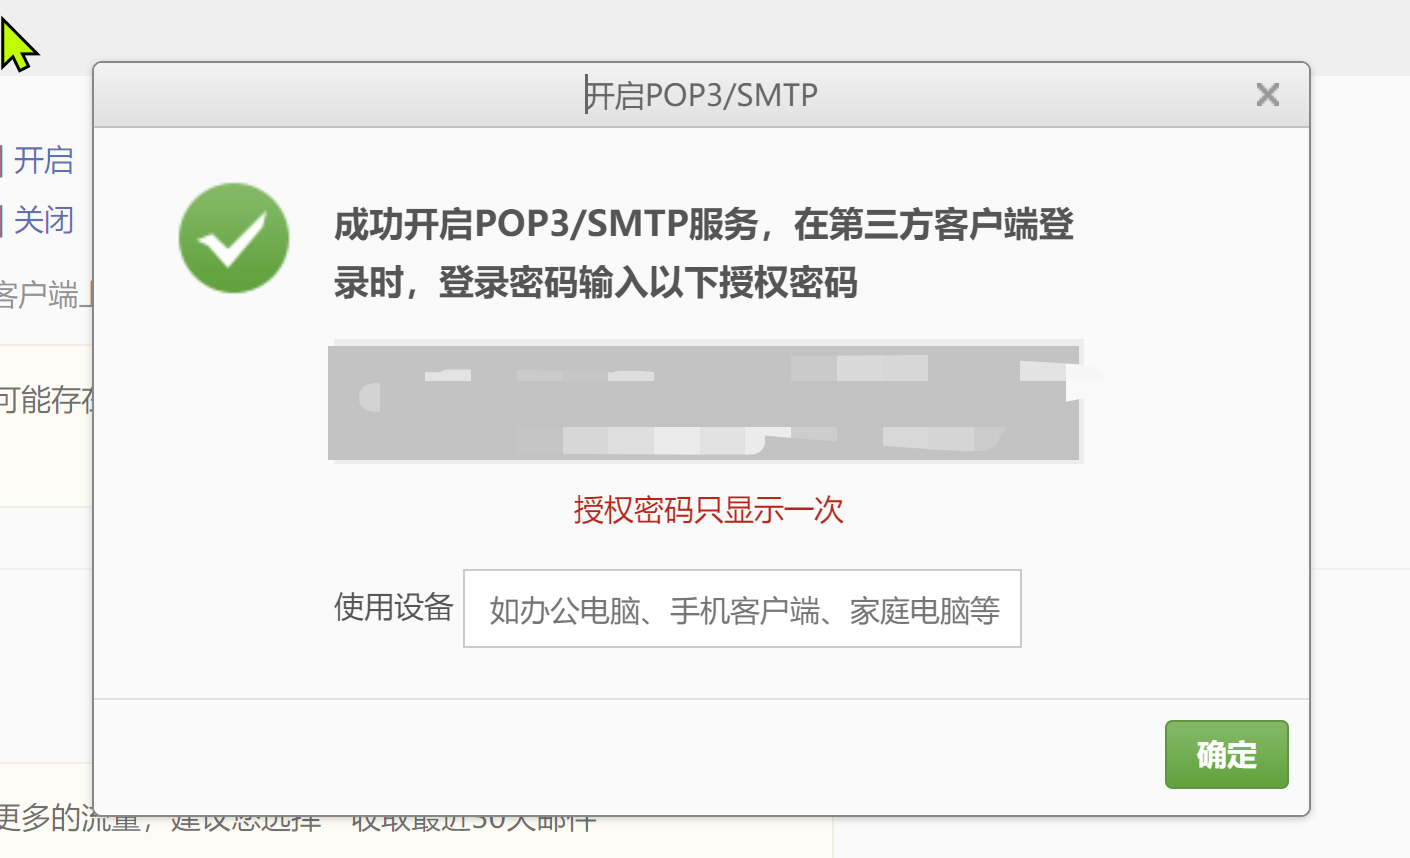 开启POP3/SMTP
| 开启
| 关闭
成功开启POP3/SMTP服务，在第三方客户端登
录时，登录密码输入以下授权密码
客户端上
可能存在
授权密码只显示一次
使用设备 如办公电脑、手机客户端、家庭电脑等
确定
更多的流量，建议您选择 收取最近30天邮件